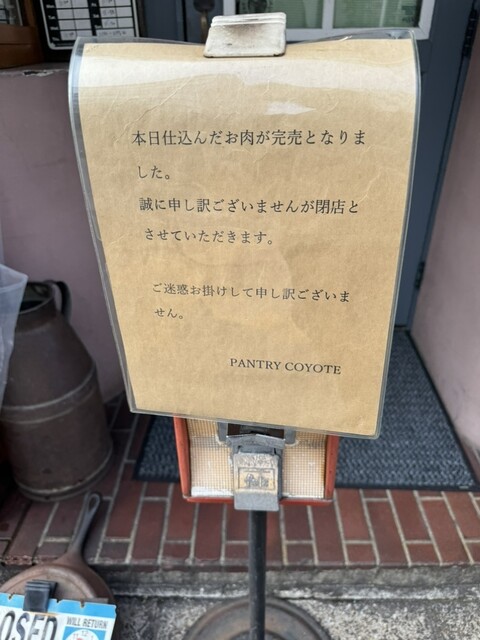 本日仕込んだお肉が完売となりま
した。
誠に申し訳ございませんが閉店と
させていただきます。
ご迷惑お掛けして申し訳ございま
せん。
PANTRY COYOTE
OSED
WILL RETURN